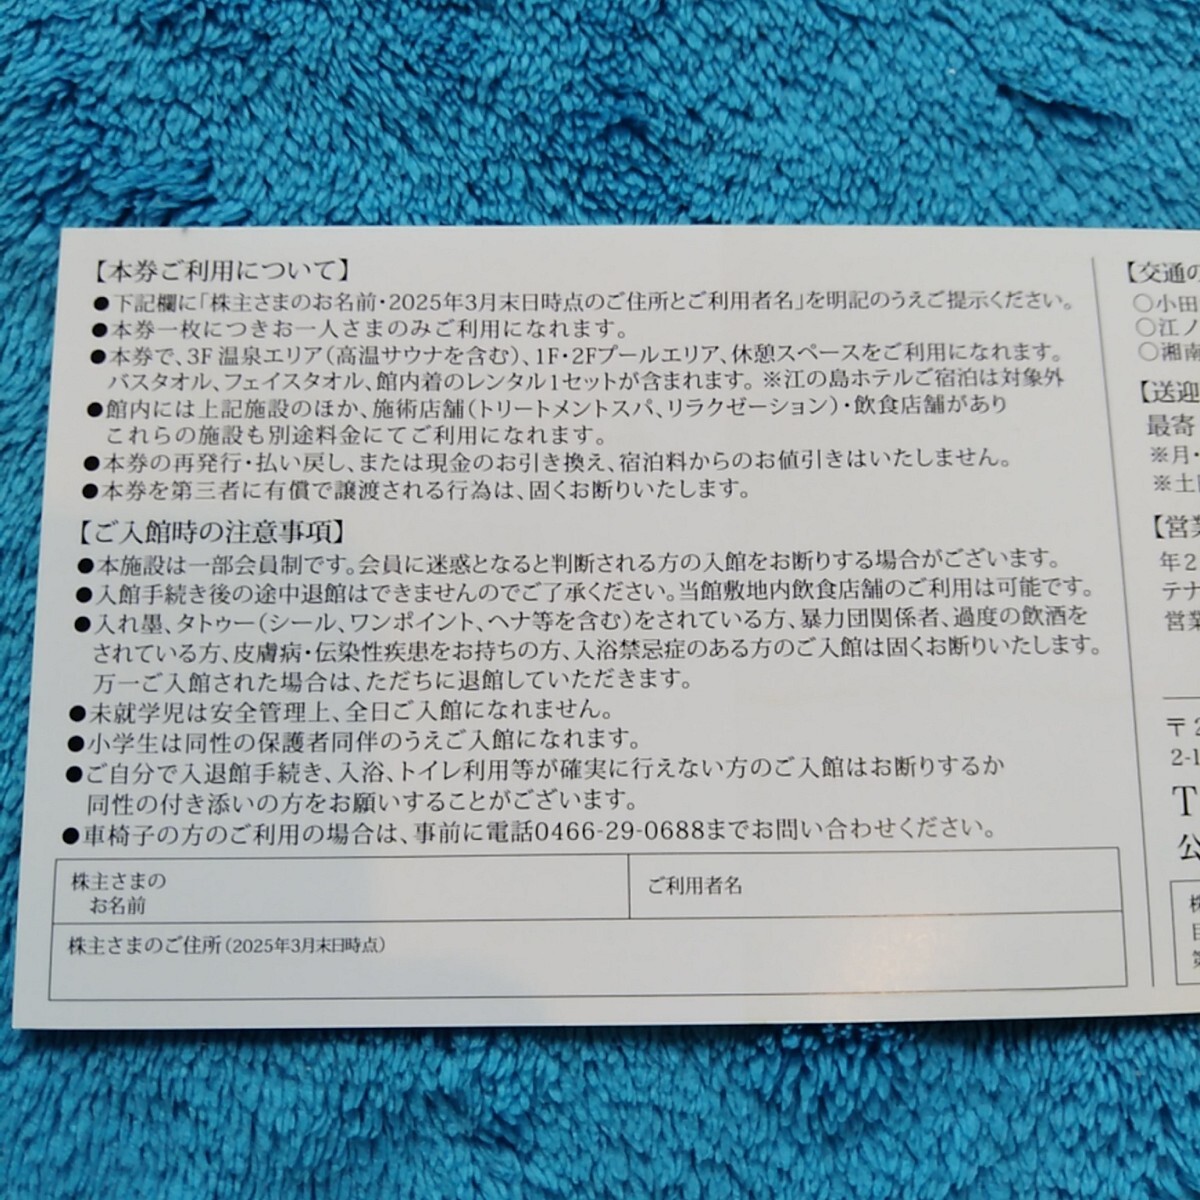 【本券ご利用について】
●下記欄に「株主さまのお名前・2025年3月末日時点のご住所とご利用者名」を明記のうえご提示ください。
●本券一枚につきお一人さまのみご利用になれます。
●本券で、3F 温泉エリア(高温サウナを含む)、1F・2Fプールエリア、休憩スペースをご利用になれます。
バスタオル、フェイスタオル、館内着のレンタル1セットが含まれます。※江の島ホテルご宿泊は対象外
●館内には上記施設のほか、施術店舗(トリートメントスパ、リラクゼーション)・飲食店舗があり
これらの施設も別途料金にてご利用になれます。
●本券の再発行・払い戻し、または現金のお引き換え、宿泊料からのお値引きはいたしません。
●本券を第三者に有償で譲渡される行為は、固くお断りいたします。
【ご入館時の注意事項】
●本施設は一部会員制です。会員に迷惑となると判断される方の入館をお断りする場合がございます。
●入館手続き後の途中退館はできませんのでご了承ください。当館敷地内飲食店舗のご利用は可能です。
●入れ墨、タトゥー(シール、ワンポイント、ヘナ等を含む)をされている方、暴力団関係者、過度の飲酒を
されている方、皮膚病・伝染性疾患をお持ちの方、入浴禁忌症のある方のご入館は固くお断りいたします。
万一ご入館された場合は、ただちに退館していただきます。
●未就学児は安全管理上、全日ご入館になれません。
●小学生は同性の保護者同伴のうえご入館になれます。
●ご自分で入退館手続き、入浴、トイレ利用等が確実に行えない方のご入館はお断りするか
同性の付き添いの方をお願いすることがございます。
●車椅子の方のご利用の場合は、事前に電話0466-29-0688までお問い合わせください。
株主さまの
お名前
ご利用者名
株主さまのご住所(2025年3月末日時点)
【交通の
○小田
○江ノ
○湘南
【送迎
最寄
※月・
※土
【営業
年2
テナ
営業
〒2
2-1
T
公